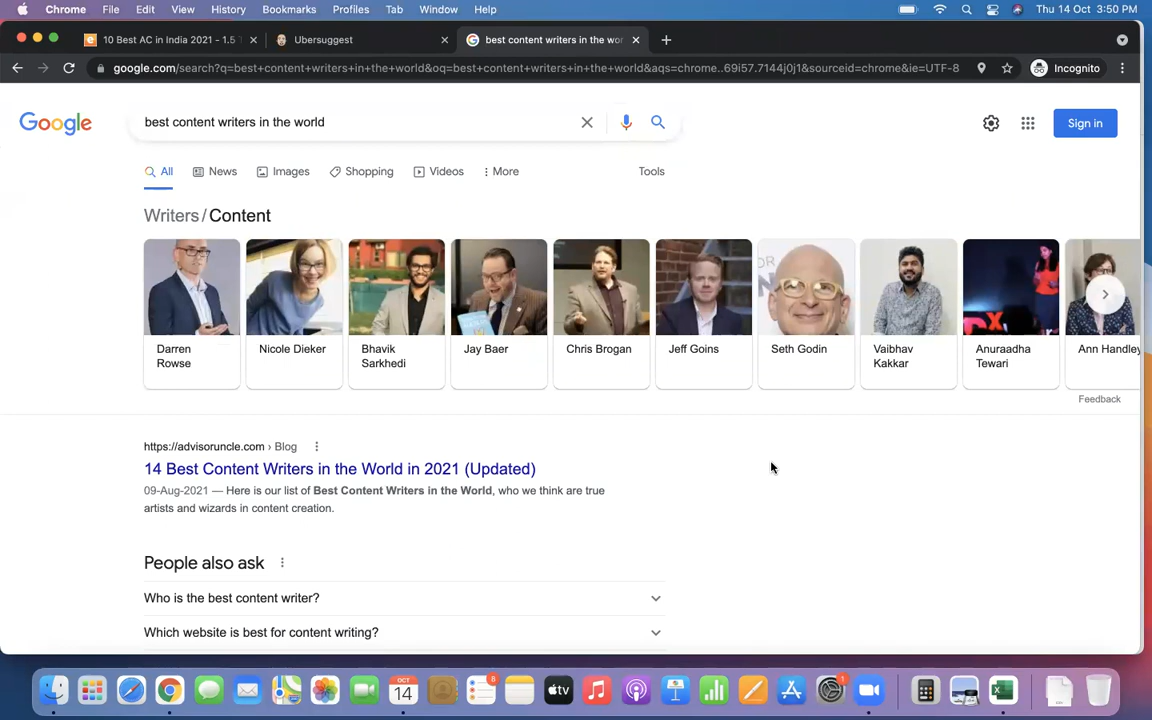 Chrome File Edit View History Bookmarks Profiles Tab Window Help Thu 14 Oct 3:50 PM
10 Best AC in India 2021 - 1.5 Ubersuggest best content writers in the wor
google.com/search?q=best+content+writers+in+the+world&oq=best+content+writers+in+the+world&aqs=chrome..69i57.7144j0j1&sourceid=chrome&ie=UTF-8 Incognito
Google best content writers in the world Sign in
All News Images Shopping Videos More Tools
Writers/Content
Darren Nicole Dieker Bhavik Jay Baer Chris Brogan Jeff Goins Seth Godin Vaibhav Anuraadha Ann Handley
Rowse Sarkhedi Kakkar Tewari
Feedback
https://advisoruncle.com › Blog
14 Best Content Writers in the World in 2021 (Updated)
09-Aug-2021 — Here is our list of Best Content Writers in the World, who we think are true
artists and wizards in content creation.
People also ask
Who is the best content writer?
Which website is best for content writing?
OCT
14
8
tv
1